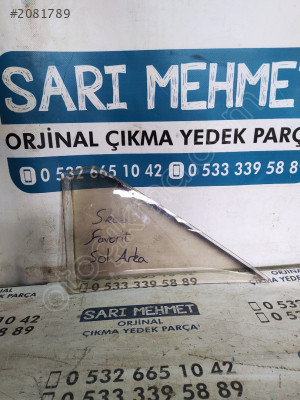 #2081789
SARI MEHMET
ORJİNAL ÇIKMA YEDEK PARÇA
0 532 665 10 42 0 533 339 58 89
Favorit
Sol Arka
SARI MEHMET
ORJİNAL
ÇIKMA YEDEK PARÇA
0 533 339 58 89
0 532 665 10 42
0 533 339 58 89